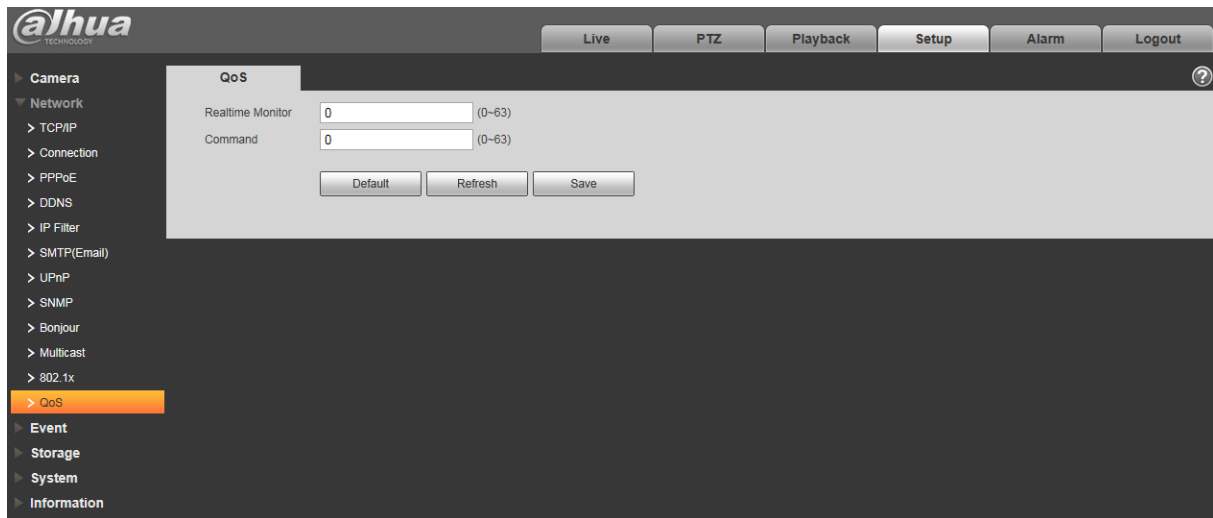 alhua
TECHNOLOGY
Live PTZ Playback Setup Alarm Logout
Camera
Network
> TCP/IP
> Connection
> PPPoE
> DDNS
> IP Filter
> SMTP(Email)
> UPnP
> SNMP
> Bonjour
> Multicast
> 802.1x
> QoS
Event
Storage
System
Information
QoS
?
Realtime Monitor 0 (0~63)
Command 0 (0~63)
Default Refresh Save